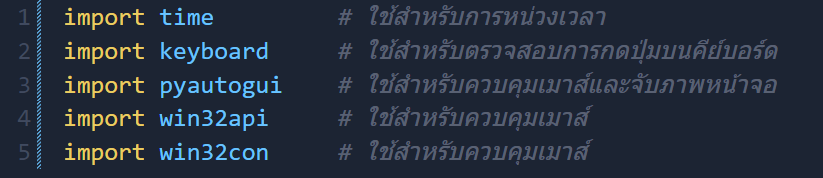 1 import time # ใช้สำหรับการหน่วงเวลา
2 import keyboard # ใช้สำหรับตรวจสอบการกดปุ่มบนคีย์บอร์ด
3 import pyautogui # ใช้สำหรับควบคุมเมาส์และจับภาพหน้าจอ
4 import win32api # ใช้สำหรับควบคุมเมาส์
5 import win32con # ใช้สำหรับควบคุมเมาส์